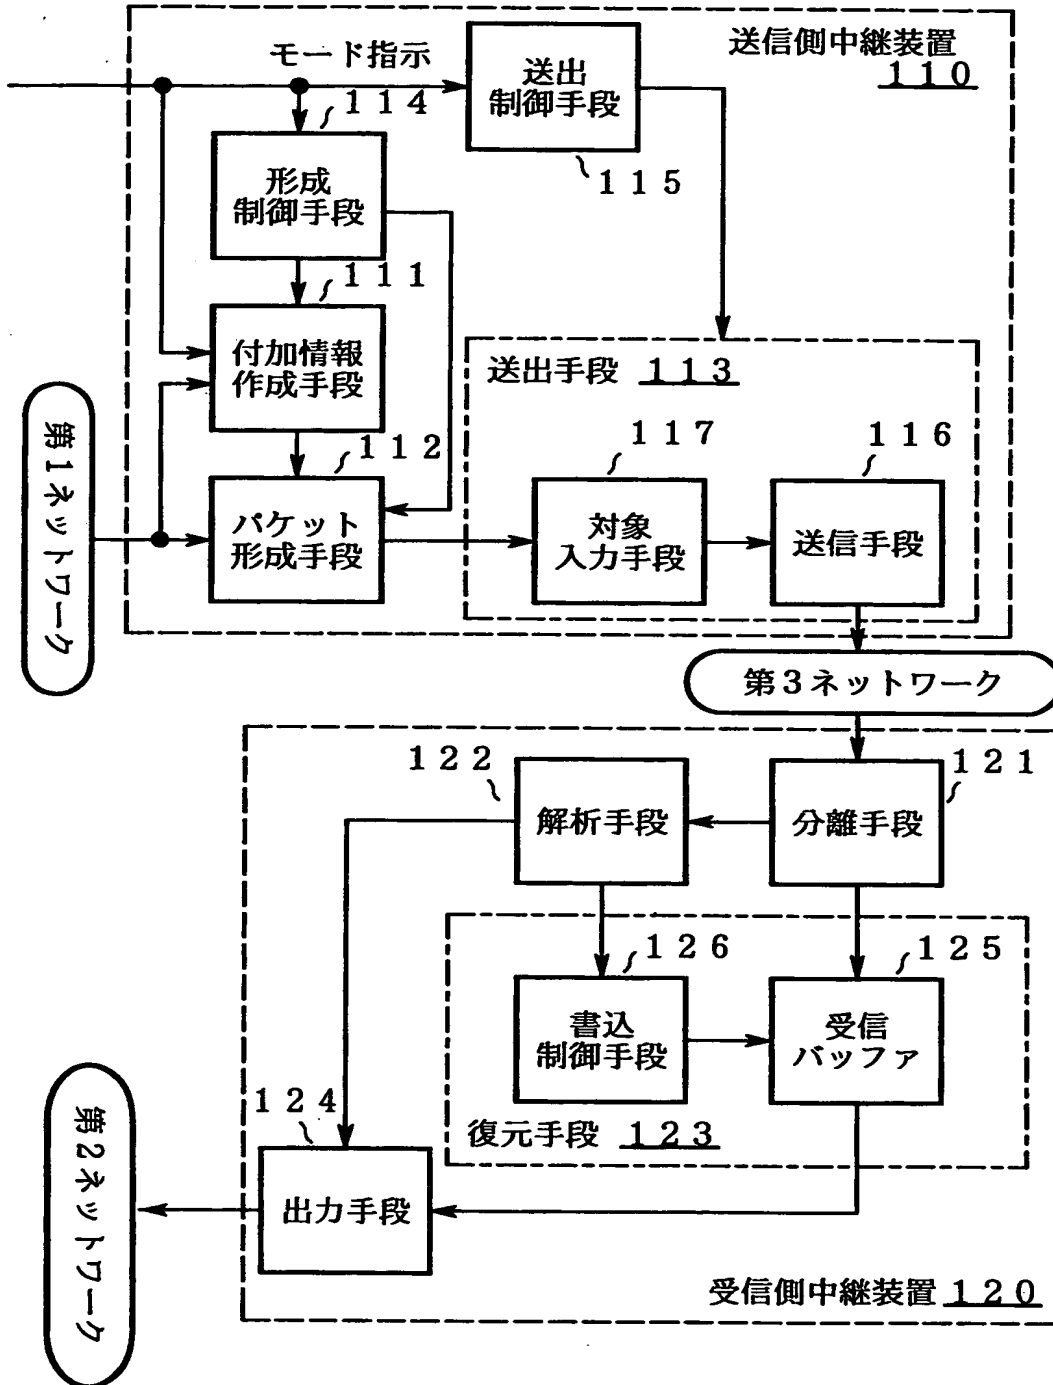 送信側中継装置
110
モード指示
送出
制御手段
115
114
形成
制御手段
111
付加情報
作成手段
112
パケット
形成手段
第1ネットワーク
送出手段 113
117
対象
入力手段
116
送信手段
第3ネットワーク
122
解析手段
121
分離手段
126
書込
制御手段
125
受信
バッファ
復元手段 123
124
出力手段
第2ネットワーク
受信側中継装置 120